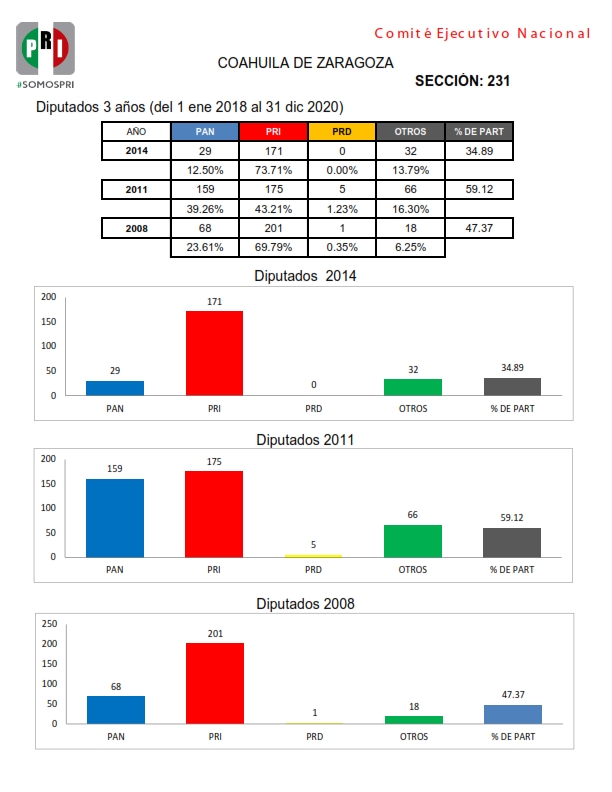 PRI
#SOMOSPRI
Comité Ejecutivo Nacional
COAHUILA DE ZARAGOZA
SECCIÓN: 231
Diputados 3 años (del 1 ene 2018 al 31 dic 2020)
AÑO PAN PRI PRD OTROS % DE PART
2014 29 171 0 32 34.89
12.50% 73.71% 0.00% 13.79%
2011 159 175 5 66 59.12
39.26% 43.21% 1.23% 16.30%
2008 68 201 1 18 47.37
23.61% 69.79% 0.35% 6.25%
Diputados 2014
200
150
100
50
0
29 171 0 32 34.89
PAN PRI PRD OTROS % DE PART
Diputados 2011
200
150
100
50
0
159 175 5 66 59.12
PAN PRI PRD OTROS % DE PART
Diputados 2008
250
200
150
100
50
0
68 201 1 18 47.37
PAN PRI PRD OTROS % DE PART